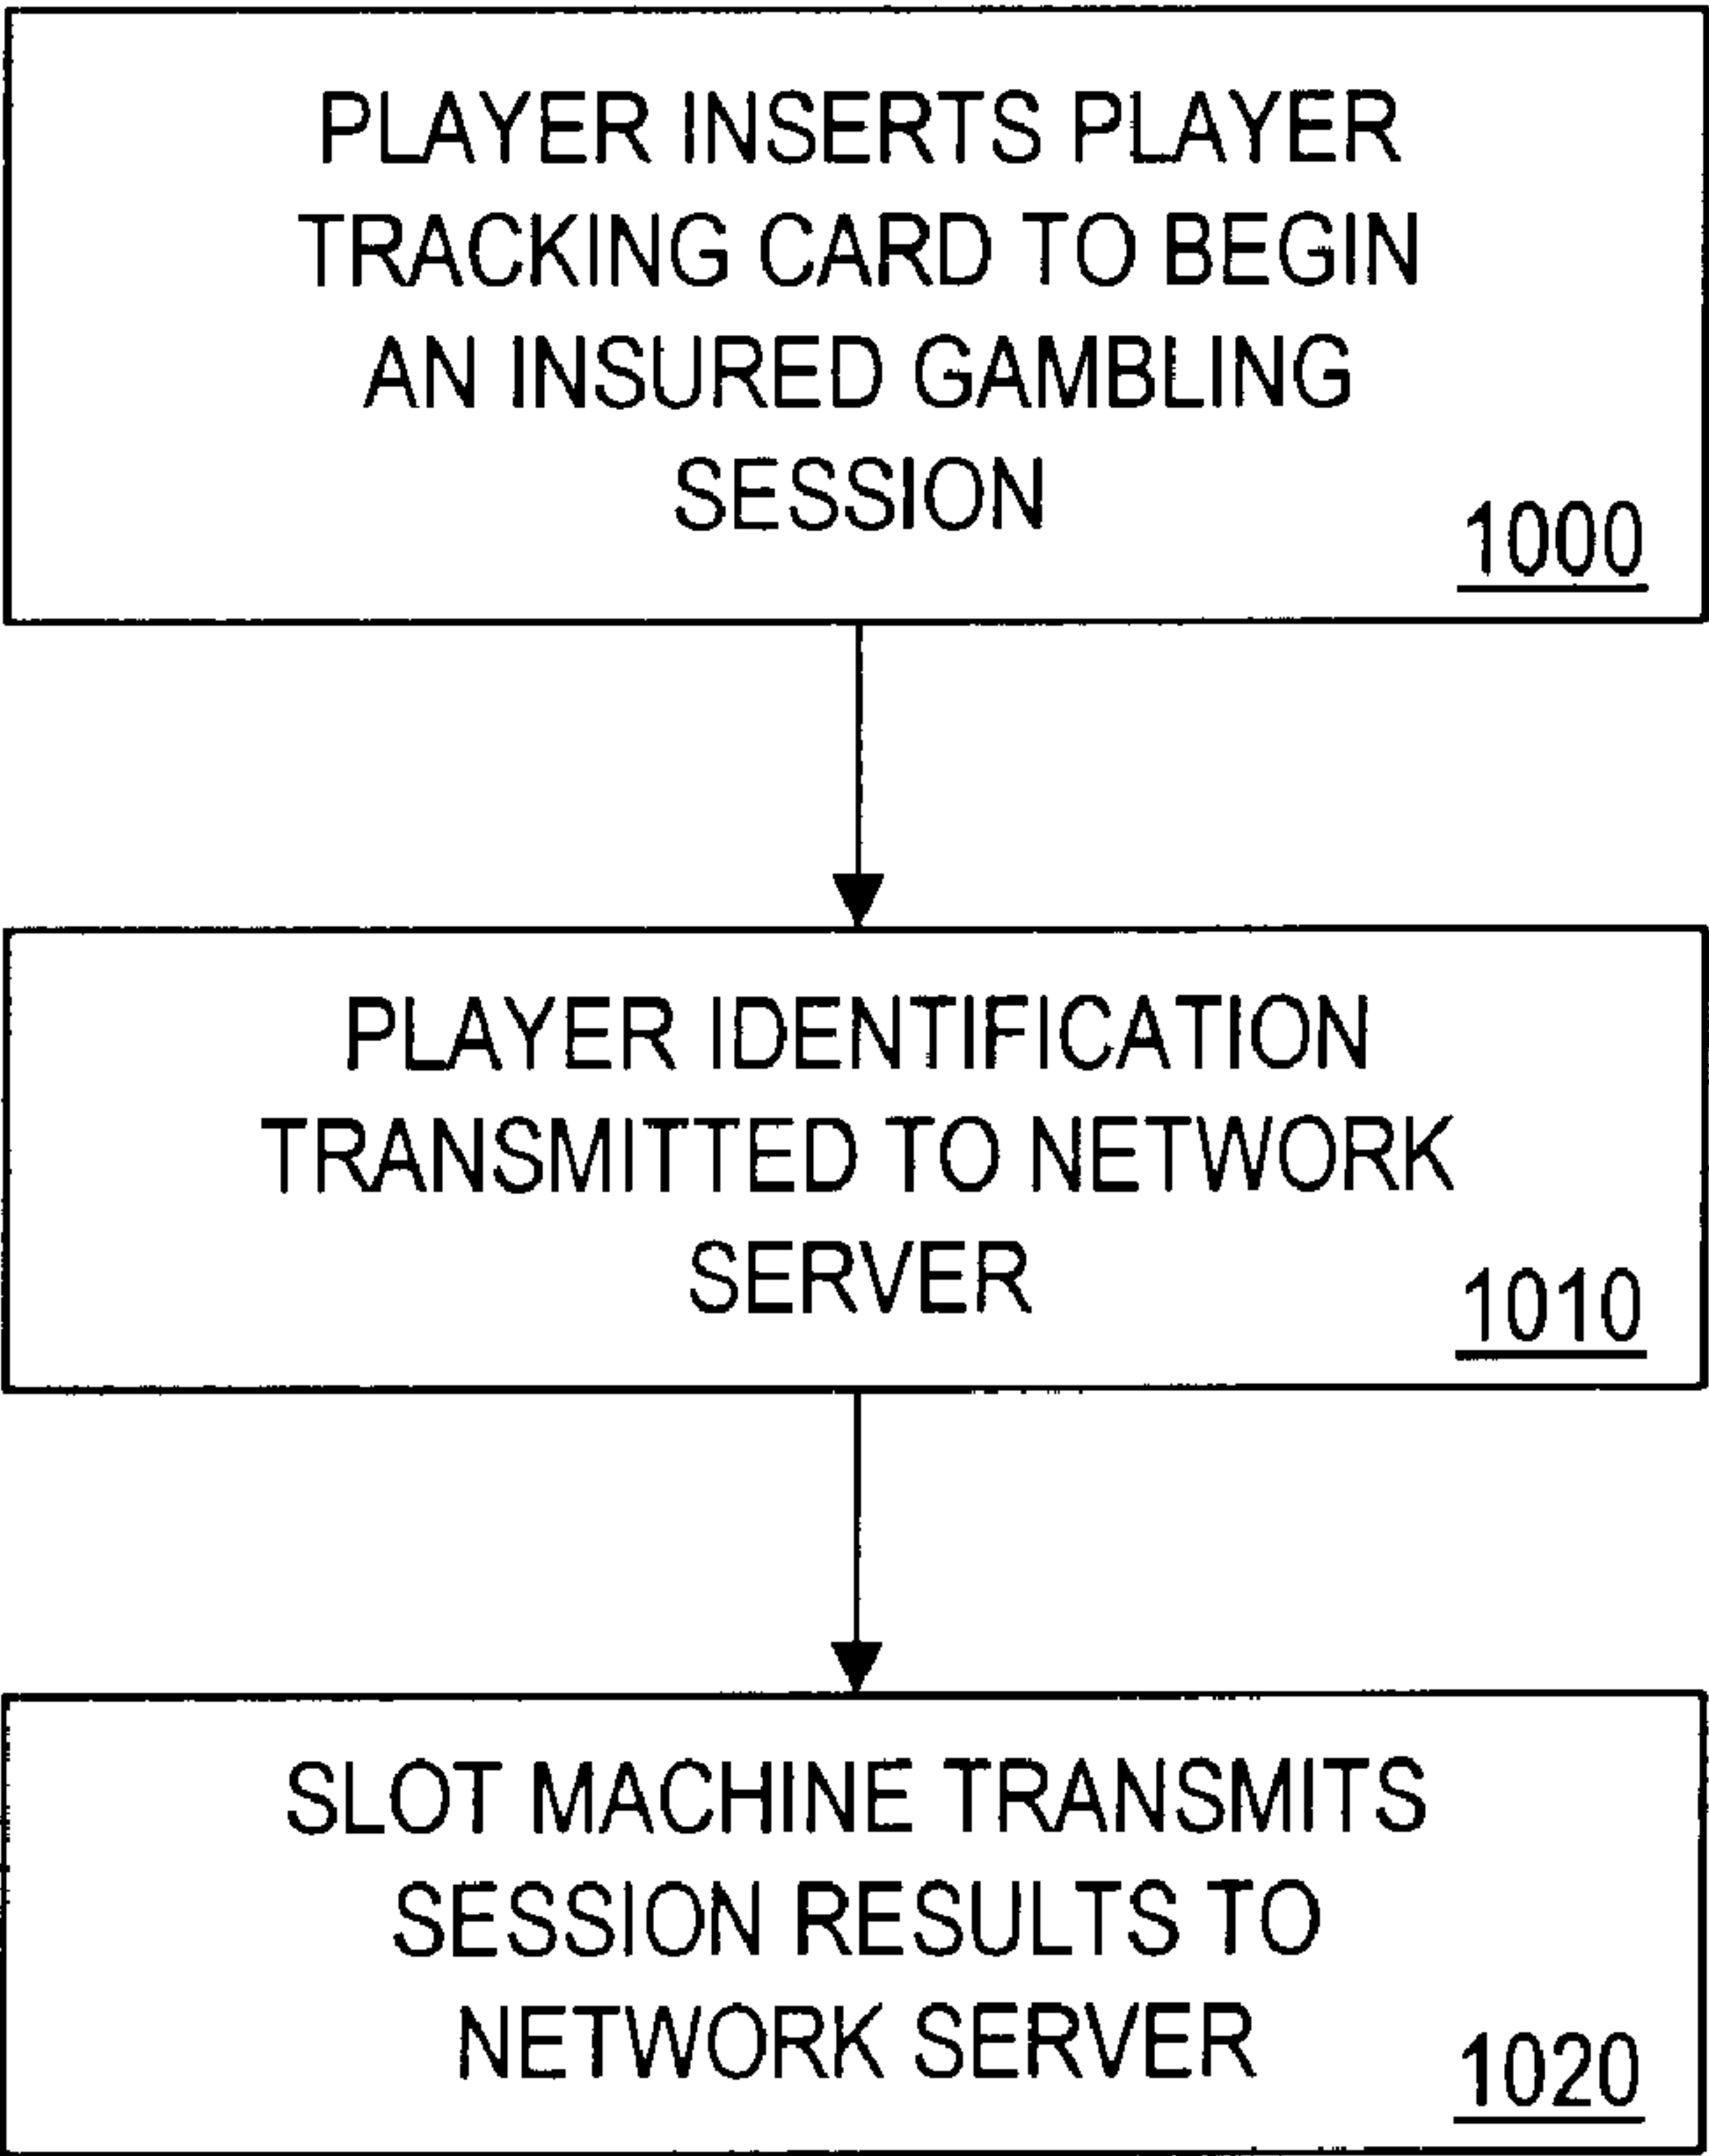 PLAYER INSERTS PLAYER
TRACKING CARD TO BEGIN
AN INSURED GAMBLING
SESSION
1000
PLAYER IDENTIFICATION
TRANSMITTED TO NETWORK
SERVER
1010
SLOT MACHINE TRANSMITS
SESSION RESULTS TO
NETWORK SERVER
1020